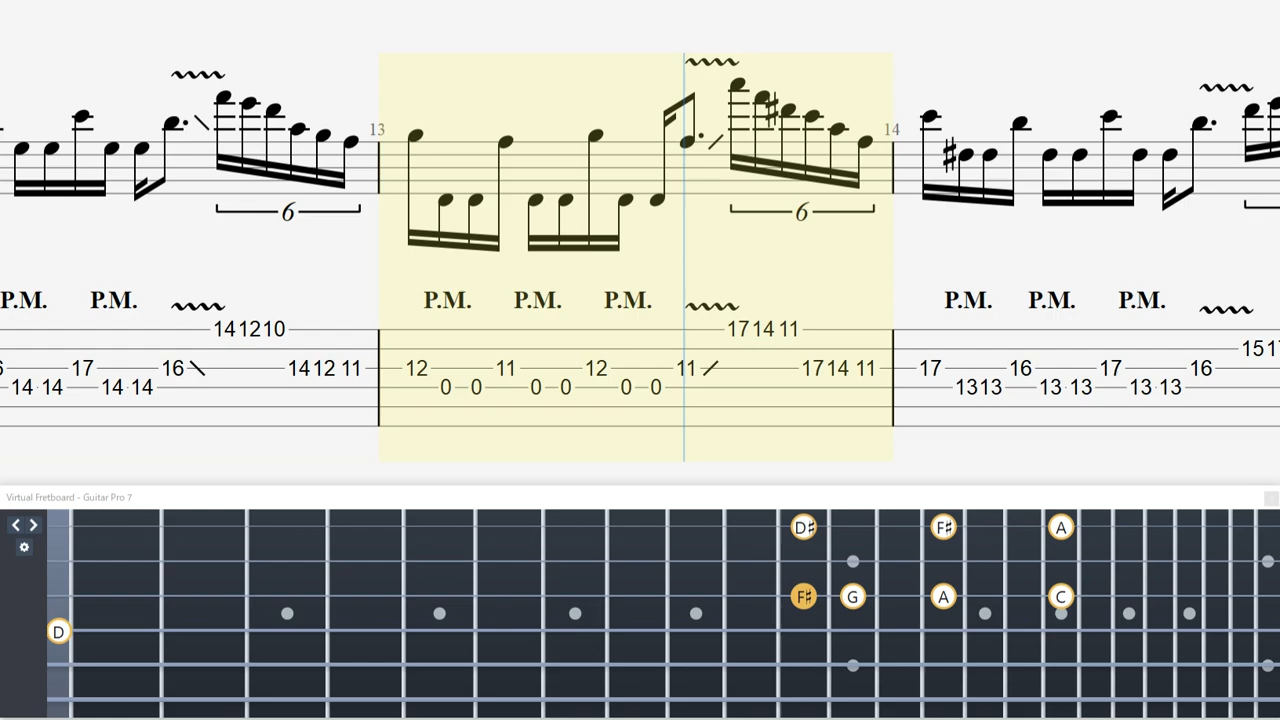 13
14
6
6
P.M. P.M. P.M. P.M. P.M. P.M. P.M. P.M.
14 12 10 17 14 11
15 1
17 16 14 12 11 12 11 12 11 17 14 11 17 16 17 16
14 14 14 14 0 0 0 0 0 0 13 13 13 13 13 13
Virtual Fretboard - Guitar Pro 7
D♯ F♯ A
F♯ G A C
D